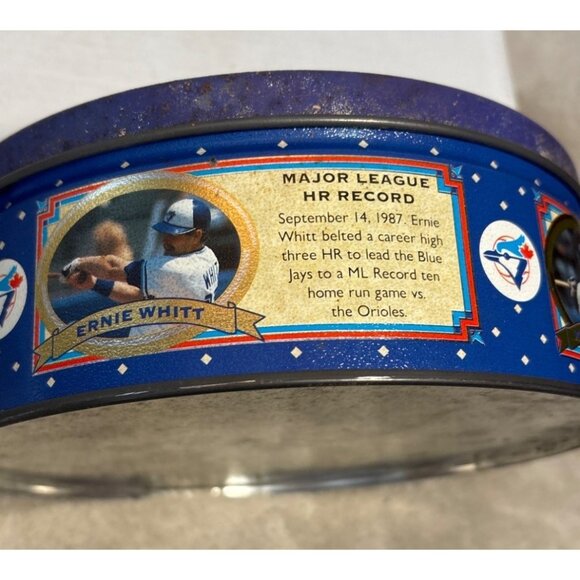 MAJOR LEAGUE
HR RECORD
September 14, 1987. Ernie
Whitt belted a career high
three HR to lead the Blue
Jays to a ML Record ten
home run game vs.
the Orioles.
ERNIE WHITT
WHIT